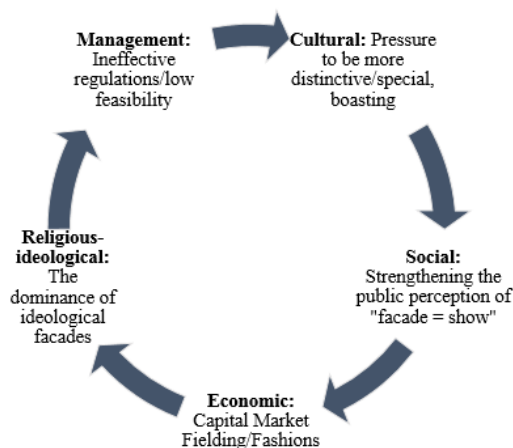 Management:
Ineffective
regulations/low
feasibility
Cultural: Pressure
to be more
distinctive/special,
boasting
Social:
Strengthening the
public perception of
"facade = show"
Economic:
Capital Market
Fielding/Fashions
Religious-
ideological:
The
dominance of
ideological
facades